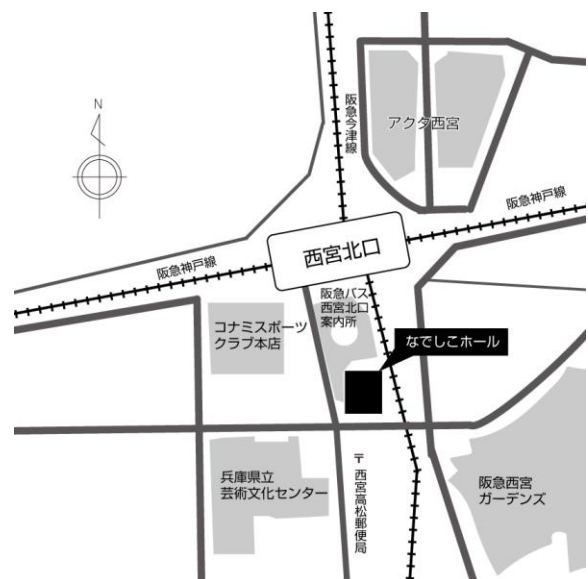 N
阪急今津線
アクタ西宮
阪急神戸線
西宮北口
阪急神戸線
阪急バス
西宮北口
案内所
コナミスポーツ
クラブ本店
なでしこホール
兵庫県立
芸術文化センター
〒西宮高松郵便局
阪急西宮
ガーデンズ